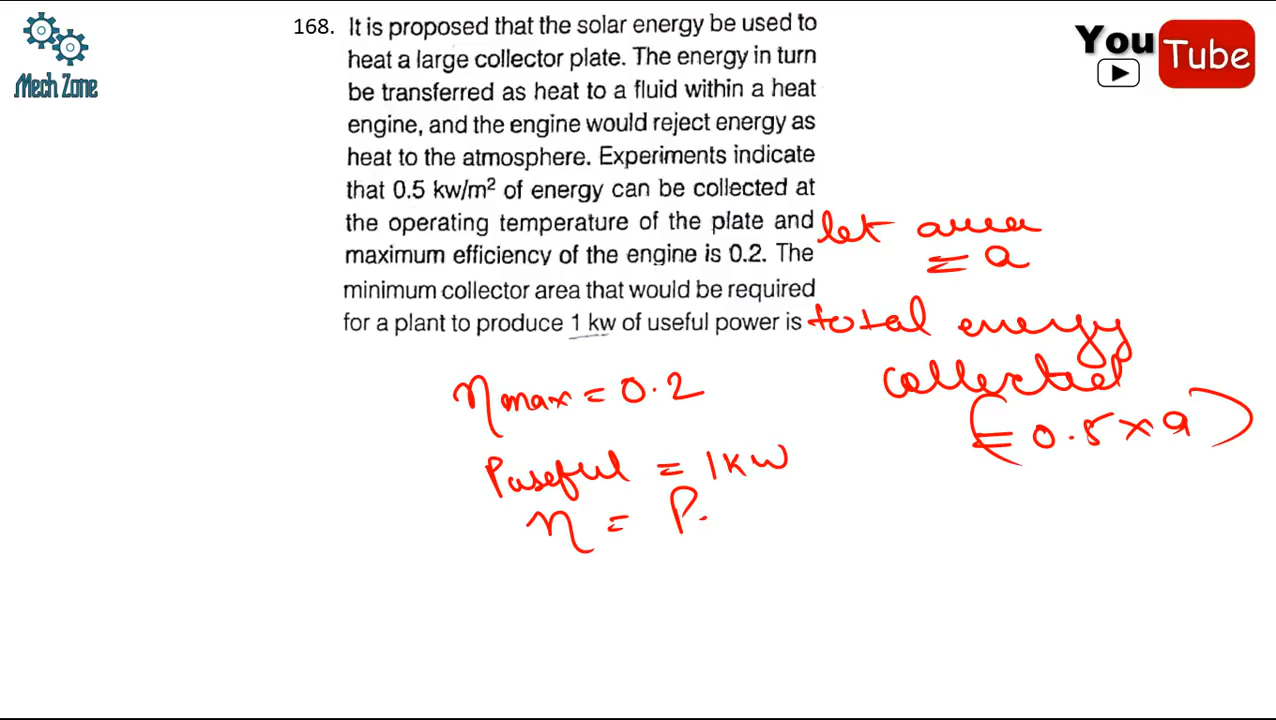 Mech Zone
You Tube
168. It is proposed that the solar energy be used to
heat a large collector plate. The energy in turn
be transferred as heat to a fluid within a heat
engine, and the engine would reject energy as
heat to the atmosphere. Experiments indicate
that 0.5 kw/m² of energy can be collected at
the operating temperature of the plate and
maximum efficiency of the engine is 0.2. The
minimum collector area that would be required
for a plant to produce 1 kw of useful power is
let area
= a
total energy
collected
(= 0.5 × a)
η max = 0.2
Puseful = 1 kw
η = P.